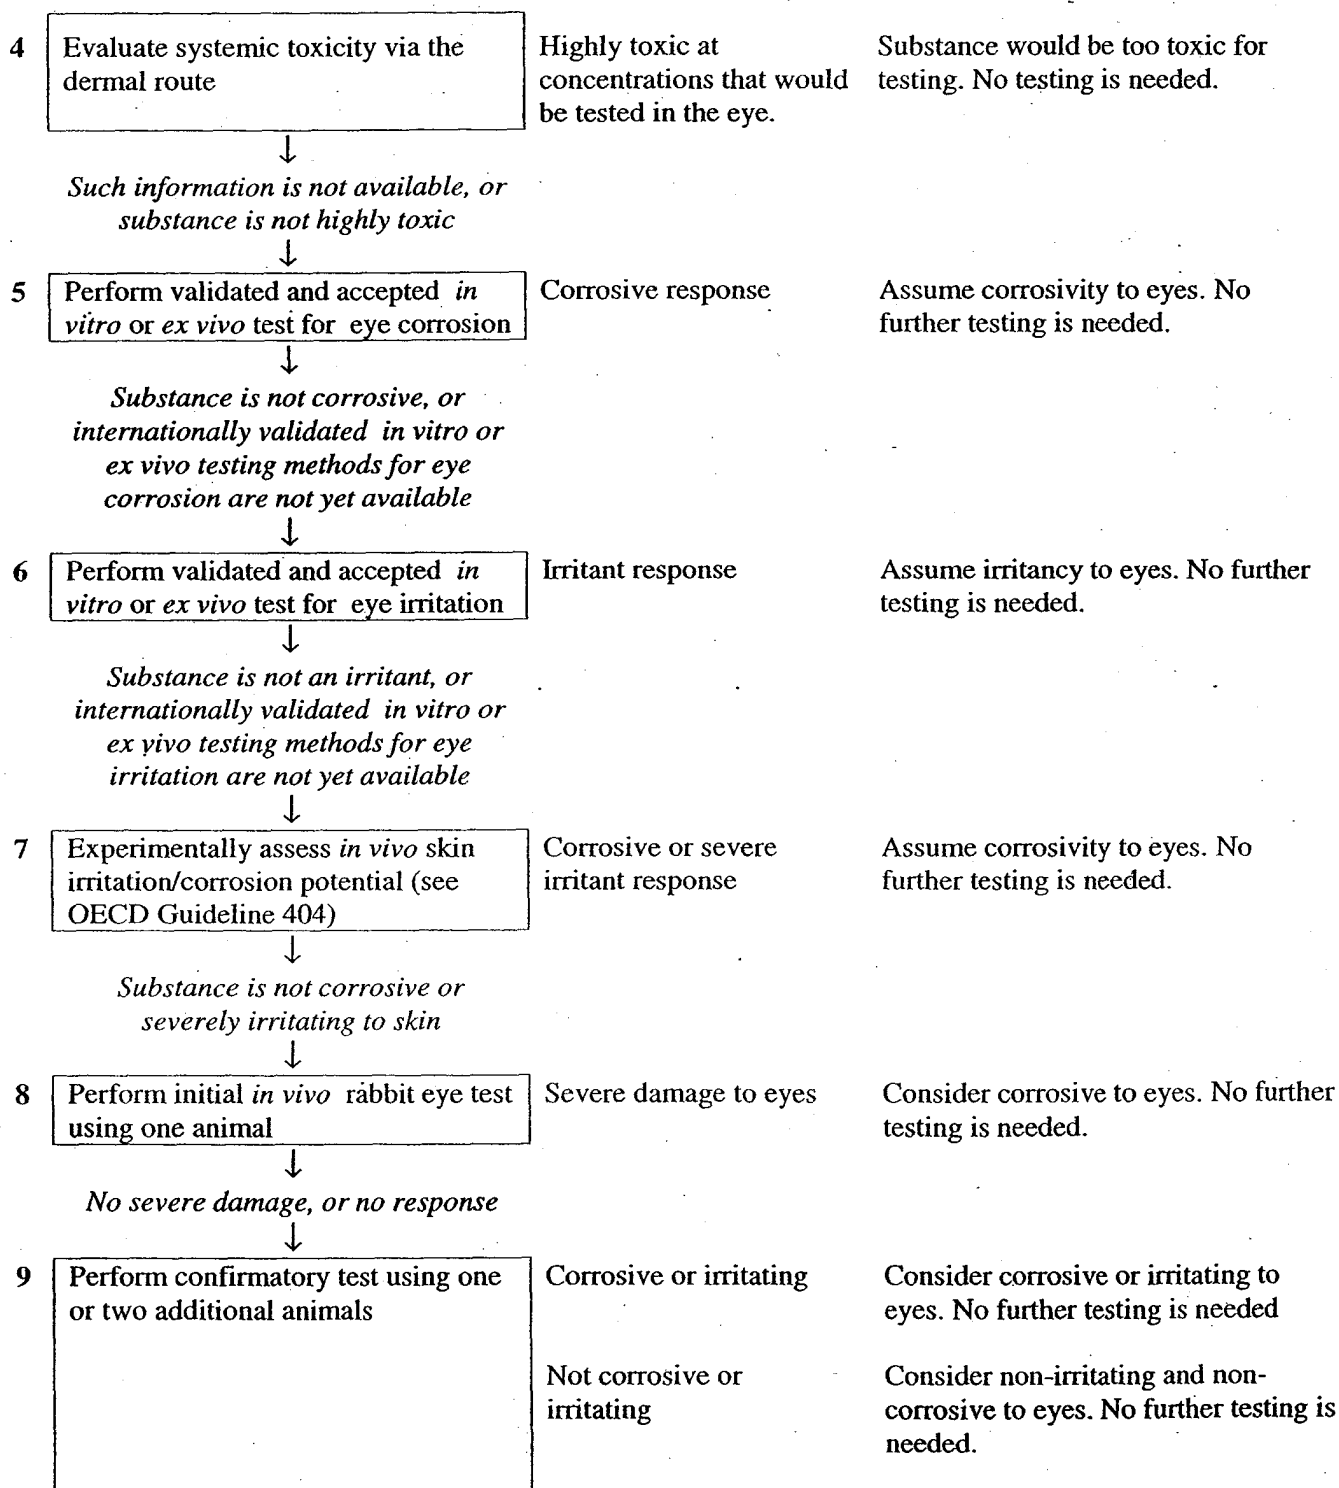 4 Evaluate systemic toxicity via the dermal route
Highly toxic at concentrations that would be tested in the eye.
Substance would be too toxic for testing. No testing is needed.
↓
Such information is not available, or
substance is not highly toxic
↓
5 Perform validated and accepted in vitro or ex vivo test for eye corrosion
Corrosive response
Assume corrosivity to eyes. No further testing is needed.
↓
Substance is not corrosive, or
internationally validated in vitro or
ex vivo testing methods for eye
corrosion are not yet available
↓
6 Perform validated and accepted in vitro or ex vivo test for eye irritation
Irritant response
Assume irritancy to eyes. No further testing is needed.
↓
Substance is not an irritant, or
internationally validated in vitro or
ex vivo testing methods for eye
irritation are not yet available
↓
7 Experimentally assess in vivo skin irritation/corrosion potential (see OECD Guideline 404)
Corrosive or severe irritant response
Assume corrosivity to eyes. No further testing is needed.
↓
Substance is not corrosive or
severely irritating to skin
↓
8 Perform initial in vivo rabbit eye test using one animal
Severe damage to eyes
Consider corrosive to eyes. No further testing is needed.
↓
No severe damage, or no response
↓
9 Perform confirmatory test using one or two additional animals
Corrosive or irritating
Consider corrosive or irritating to eyes. No further testing is needed
Not corrosive or irritating
Consider non-irritating and non-corrosive to eyes. No further testing is needed.